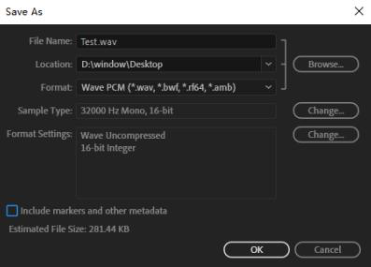 Save As
File Name: Test.wav
Location: D:\window\Desktop
Browse...
Format: Wave PCM (*.wav, *.bwf, *.rf64, *.amb)
Sample Type: 32000 Hz Mono, 16-bit
Change...
Format Settings: Wave Uncompressed
Change...
16-bit Integer
Include markers and other metadata
Estimated File Size: 281.44 KB
OK
Cancel